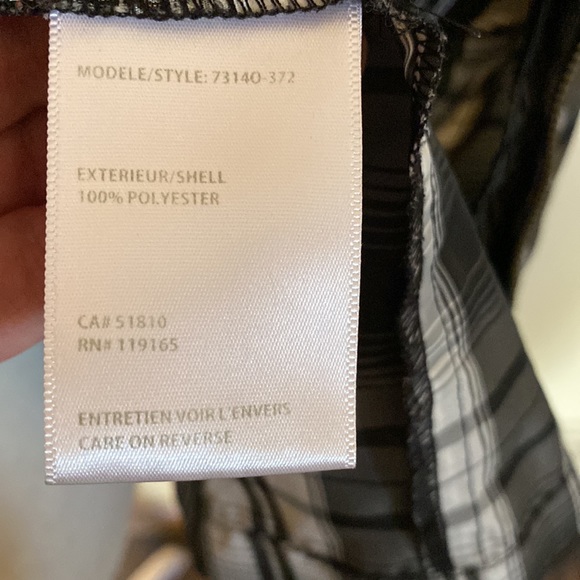 MODELE/STYLE: 73140-372
EXTERIEUR/SHELL
100% POLYESTER
CA# 51810
RN# 119165
ENTRETIEN VOIR L'ENVERS
CARE ON REVERSE